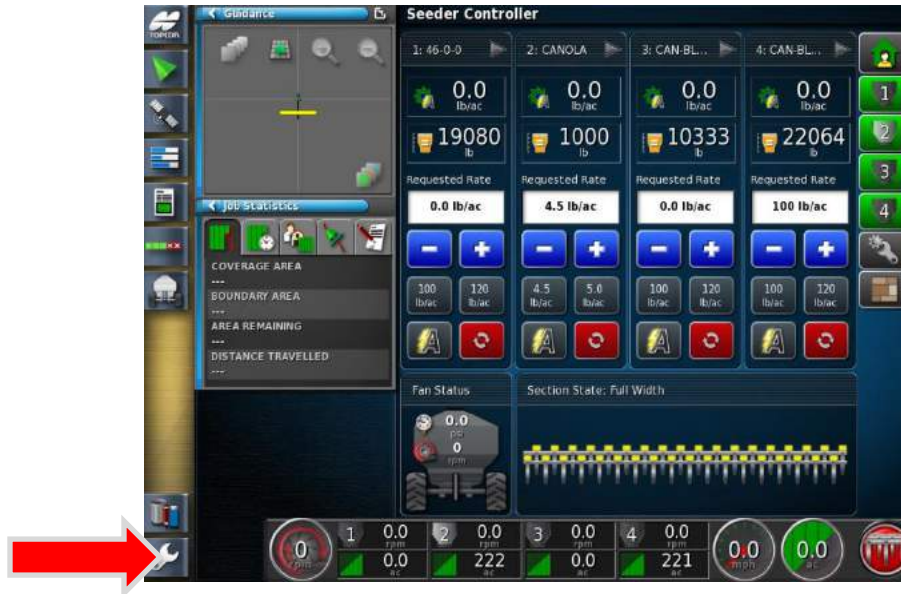 TOPCON
Guidance
Seeder Controller
1: 46-0-0
2: CANOLA
3: CAN-BL...
4: CAN-BL...
0.0
lb/ac
0.0
lb/ac
0.0
lb/ac
0.0
lb/ac
19080
lb
1000
lb
10333
lb
22064
lb
Requested Rate
Requested Rate
Requested Rate
Requested Rate
0.0 lb/ac
4.5 lb/ac
0.0 lb/ac
100 lb/ac
- +
- +
- +
- +
100
lb/ac
120
lb/ac
4.5
lb/ac
5.0
lb/ac
100
lb/ac
120
lb/ac
100
lb/ac
120
lb/ac
1
2
3
4
Job Statistics
COVERAGE AREA
---
BOUNDARY AREA
---
AREA REMAINING
---
DISTANCE TRAVELLED
---
Fan Status
0.0
psi
0
rpm
Section State: Full Width
0
rpm
1 0.0
rpm
0.0
ac
2 0.0
rpm
222
ac
3 0.0
rpm
0.0
ac
4 0.0
rpm
221
ac
0.0
mph
0.0
ac